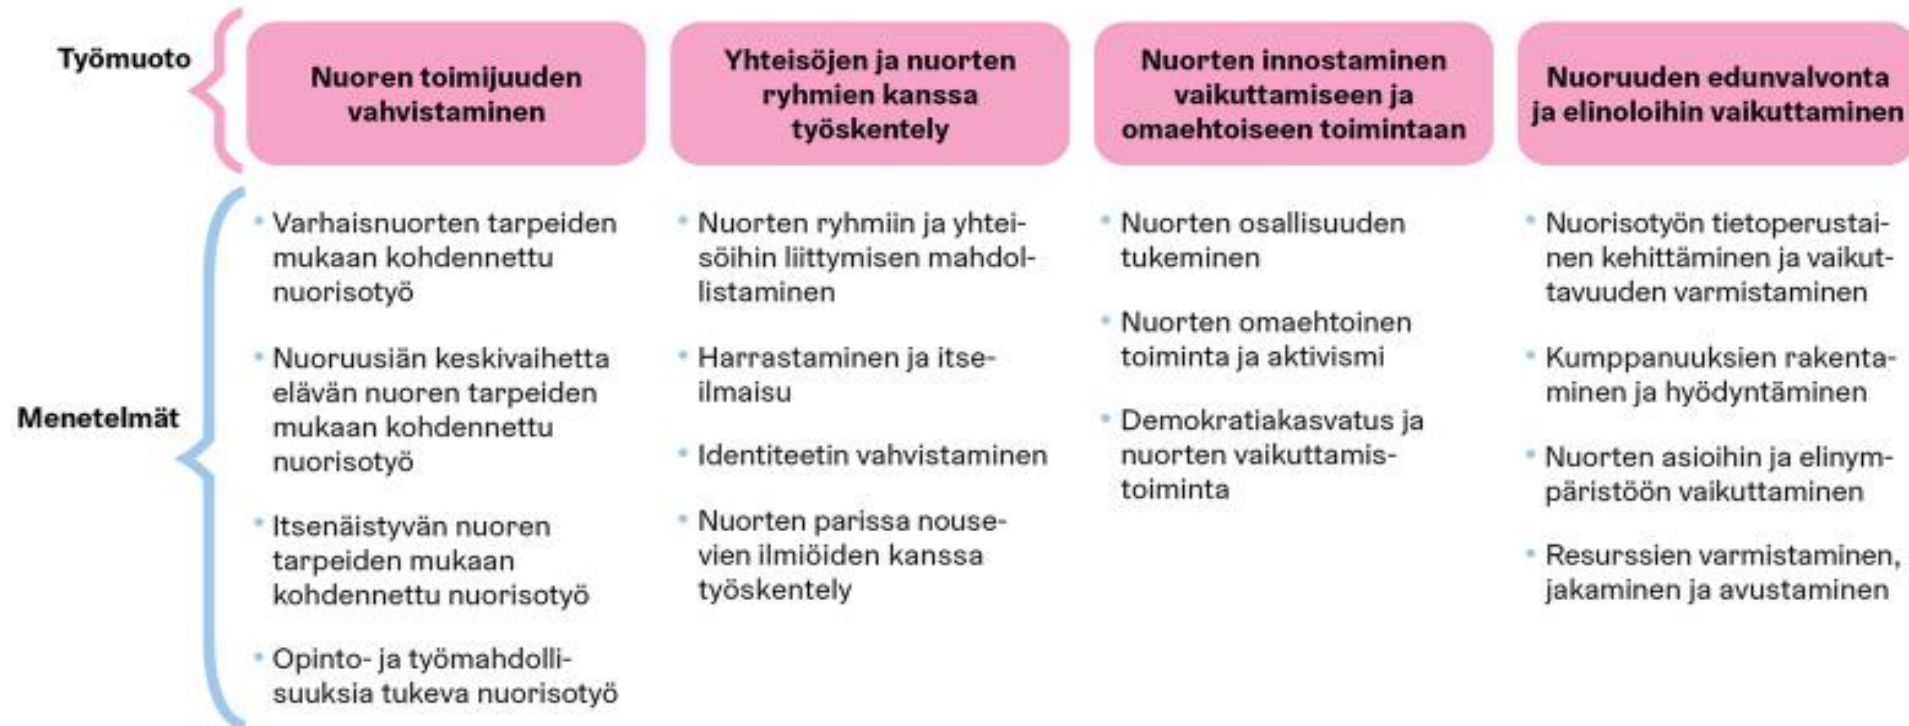 Työmuoto
Nuoren toimijuuden
vahvistaminen
Yhteisöjen ja nuorten
ryhmien kanssa
työskentely
Nuorten innostaminen
vaikuttamiseen ja
omaehtoiseen toimintaan
Nuoruuden edunvalvonta
ja elinoloihin vaikuttaminen
Menetelmät
• Varhaisnuorten tarpeiden
mukaan kohdennettu
nuorisotyö
• Nuoruusiän keskivaihetta
elävän nuoren tarpeiden
mukaan kohdennettu
nuorisotyö
• Itsenäistyvän nuoren
tarpeiden mukaan
kohdennettu nuorisotyö
• Opinto- ja työmahdolli-
suuksia tukeva nuorisotyö
• Nuorten ryhmiin ja yhtei-
söihin liittymisen mahdol-
listaminen
• Harrastaminen ja itse-
ilmaisu
• Identiteetin vahvistaminen
• Nuorten parissa nouse-
vien ilmiöiden kanssa
työskentely
• Nuorten osallisuuden
tukeminen
• Nuorten omaehtoinen
toiminta ja aktivismi
• Demokratiakasvatus ja
nuorten vaikuttamis-
toiminta
• Nuorisotyön tietoperustai-
nen kehittäminen ja vaikut-
tavuuden varmistaminen
• Kumppanuuksien rakenta-
minen ja hyödyntäminen
• Nuorten asioihin ja elinym-
päristöön vaikuttaminen
• Resurssien varmistaminen,
jakaminen ja avustaminen